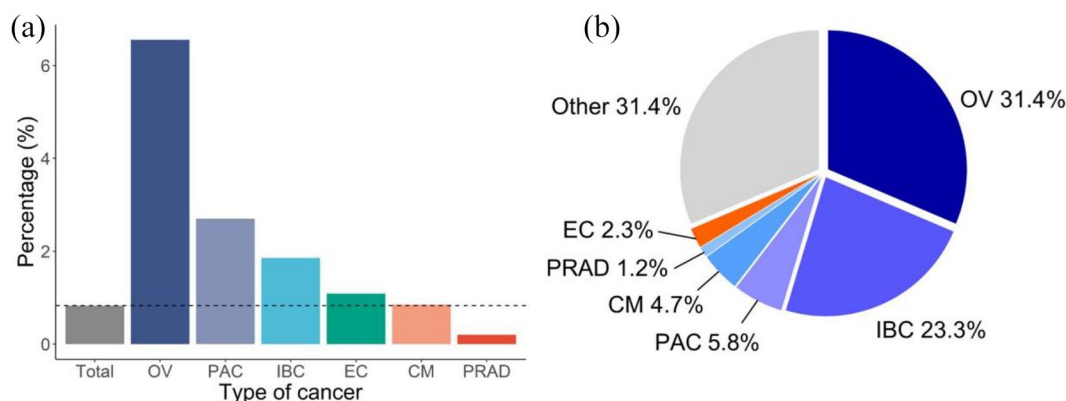 (a)
Percentage (%)
6
4
2
0
Total OV PAC IBC EC CM PRAD
Type of cancer
(b)
OV 31.4%
IBC 23.3%
PAC 5.8%
CM 4.7%
PRAD 1.2%
EC 2.3%
Other 31.4%